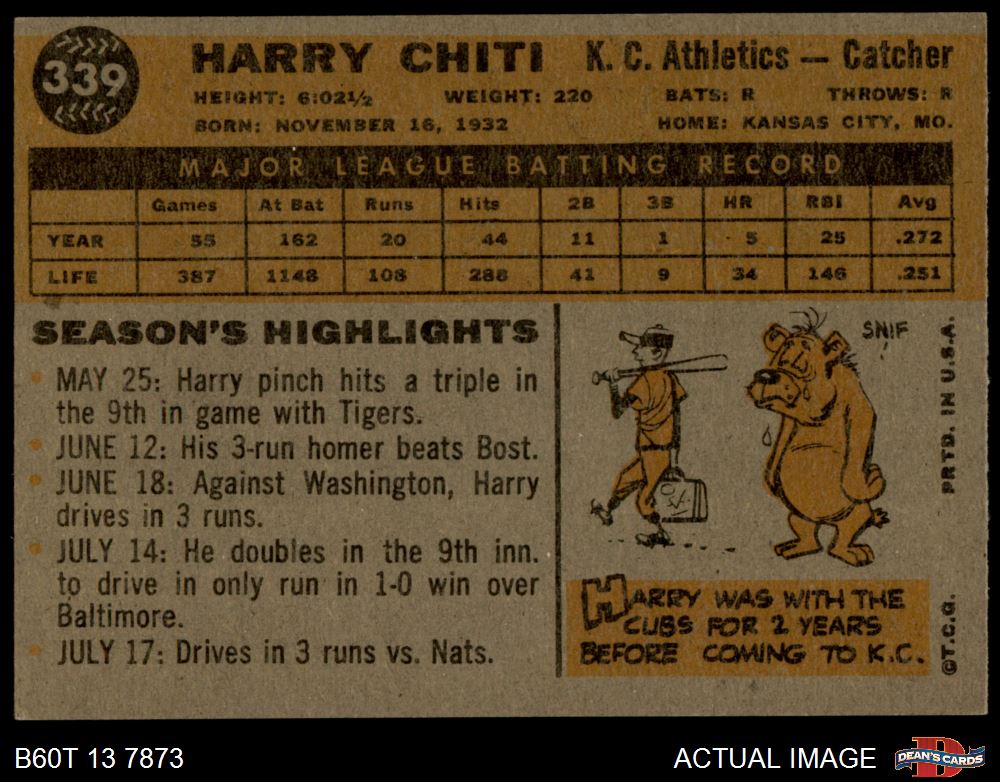 339
HARRY CHITI K. C. Athletics — Catcher
HEIGHT: 6:02½ WEIGHT: 220 BATS: R THROWS: R
BORN: NOVEMBER 16, 1932 HOME: KANSAS CITY, MO.
MAJOR LEAGUE BATTING RECORD
Games At Bat Runs Hits 2B 3B HR RBI Avg
YEAR 55 162 20 44 11 1 5 25 .272
LIFE 387 1148 108 288 41 9 34 146 .251
SEASON'S HIGHLIGHTS
MAY 25: Harry pinch hits a triple in
the 9th in game with Tigers.
JUNE 12: His 3-run homer beats Bost.
JUNE 18: Against Washington, Harry
drives in 3 runs.
JULY 14: He doubles in the 9th inn.
to drive in only run in 1-0 win over
Baltimore.
JULY 17: Drives in 3 runs vs. Nats.
SNIF
HARRY WAS WITH THE
CUBS FOR 2 YEARS
BEFORE COMING TO K.C.
©T.C.G. PRTD. IN U.S.A.
B60T 13 7873 ACTUAL IMAGE
DEAN'S CARDS